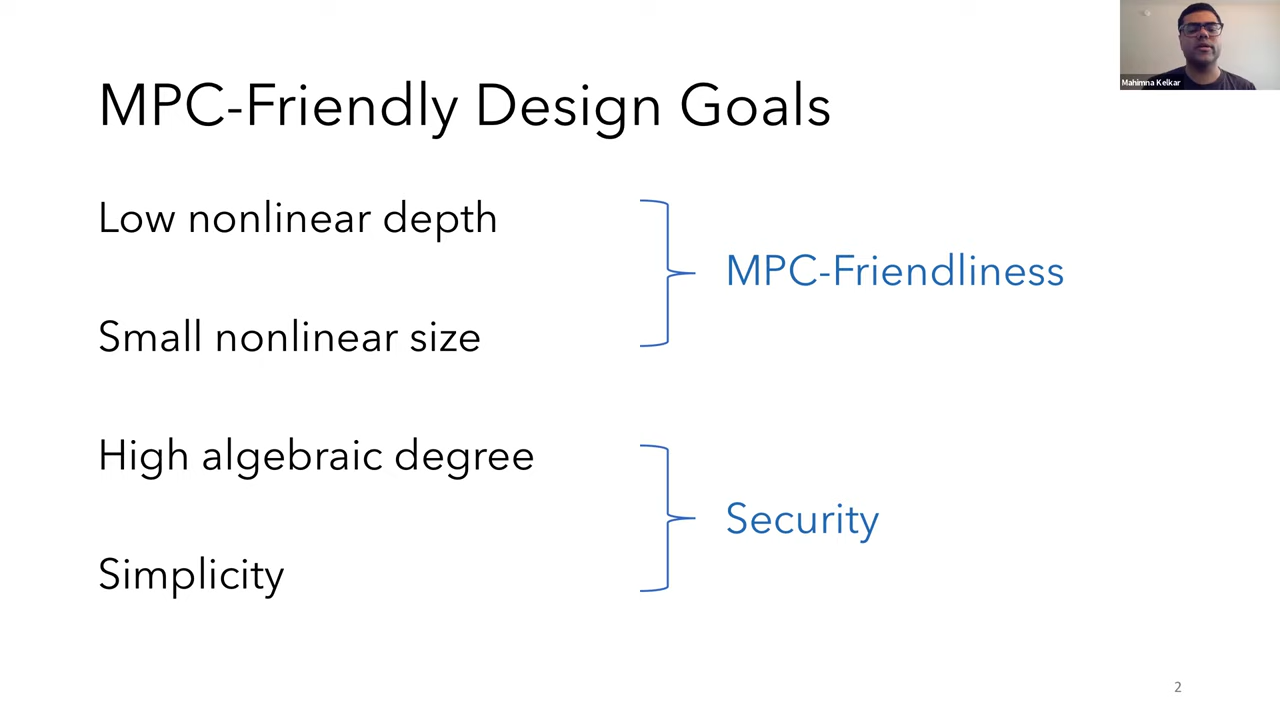 Mahimna Kelkar
MPC-Friendly Design Goals
Low nonlinear depth
MPC-Friendliness
Small nonlinear size
High algebraic degree
Security
Simplicity
2